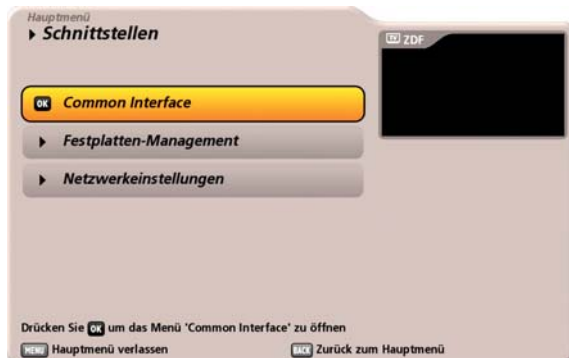 Hauptmenü
Schnittstellen
TV ZDF
OK Common Interface
Festplatten-Management
Netzwerkeinstellungen
Drücken Sie OK um das Menü 'Common Interface' zu öffnen
MENU Hauptmenü verlassen BACK Zurück zum Hauptmenü